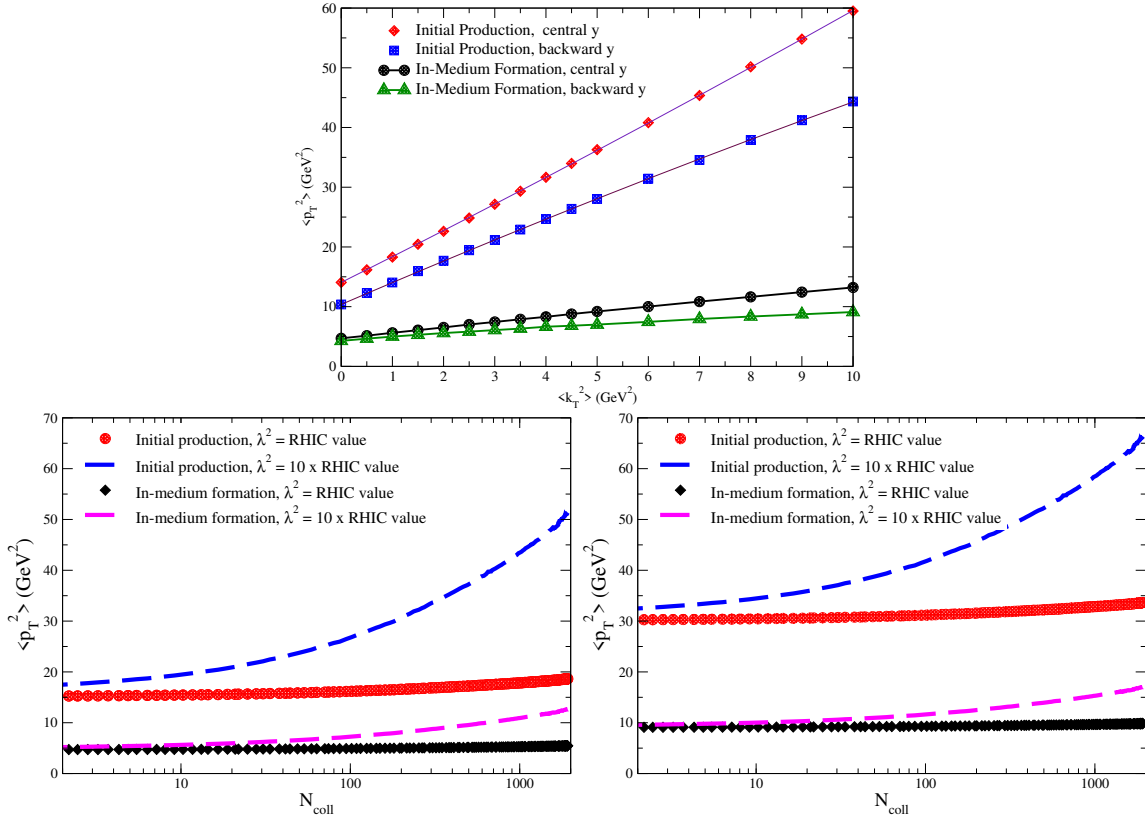 60
50
40
30
20
10
0
<p_T^2> (GeV^2)
Initial Production, central y
Initial Production, backward y
In-Medium Formation, central y
In-Medium Formation, backward y
0 1 2 3 4 5 6 7 8 9 10
<k_T^2> (GeV^2)
70
60
50
40
30
20
10
0
<p_T^2> (GeV^2)
Initial production, λ^2 = RHIC value
Initial production, λ^2 = 10 x RHIC value
In-medium formation, λ^2 = RHIC value
In-medium formation, λ^2 = 10 x RHIC value
10 100 1000
N_coll
70
60
50
40
30
20
10
0
<p_T^2> (GeV^2)
Initial production, λ^2 = RHIC value
Initial production, λ^2 = 10 x RHIC value
In-medium formation, λ^2 = RHIC value
In-medium formation, λ^2 = 10 x RHIC value
10 100 1000
N_coll